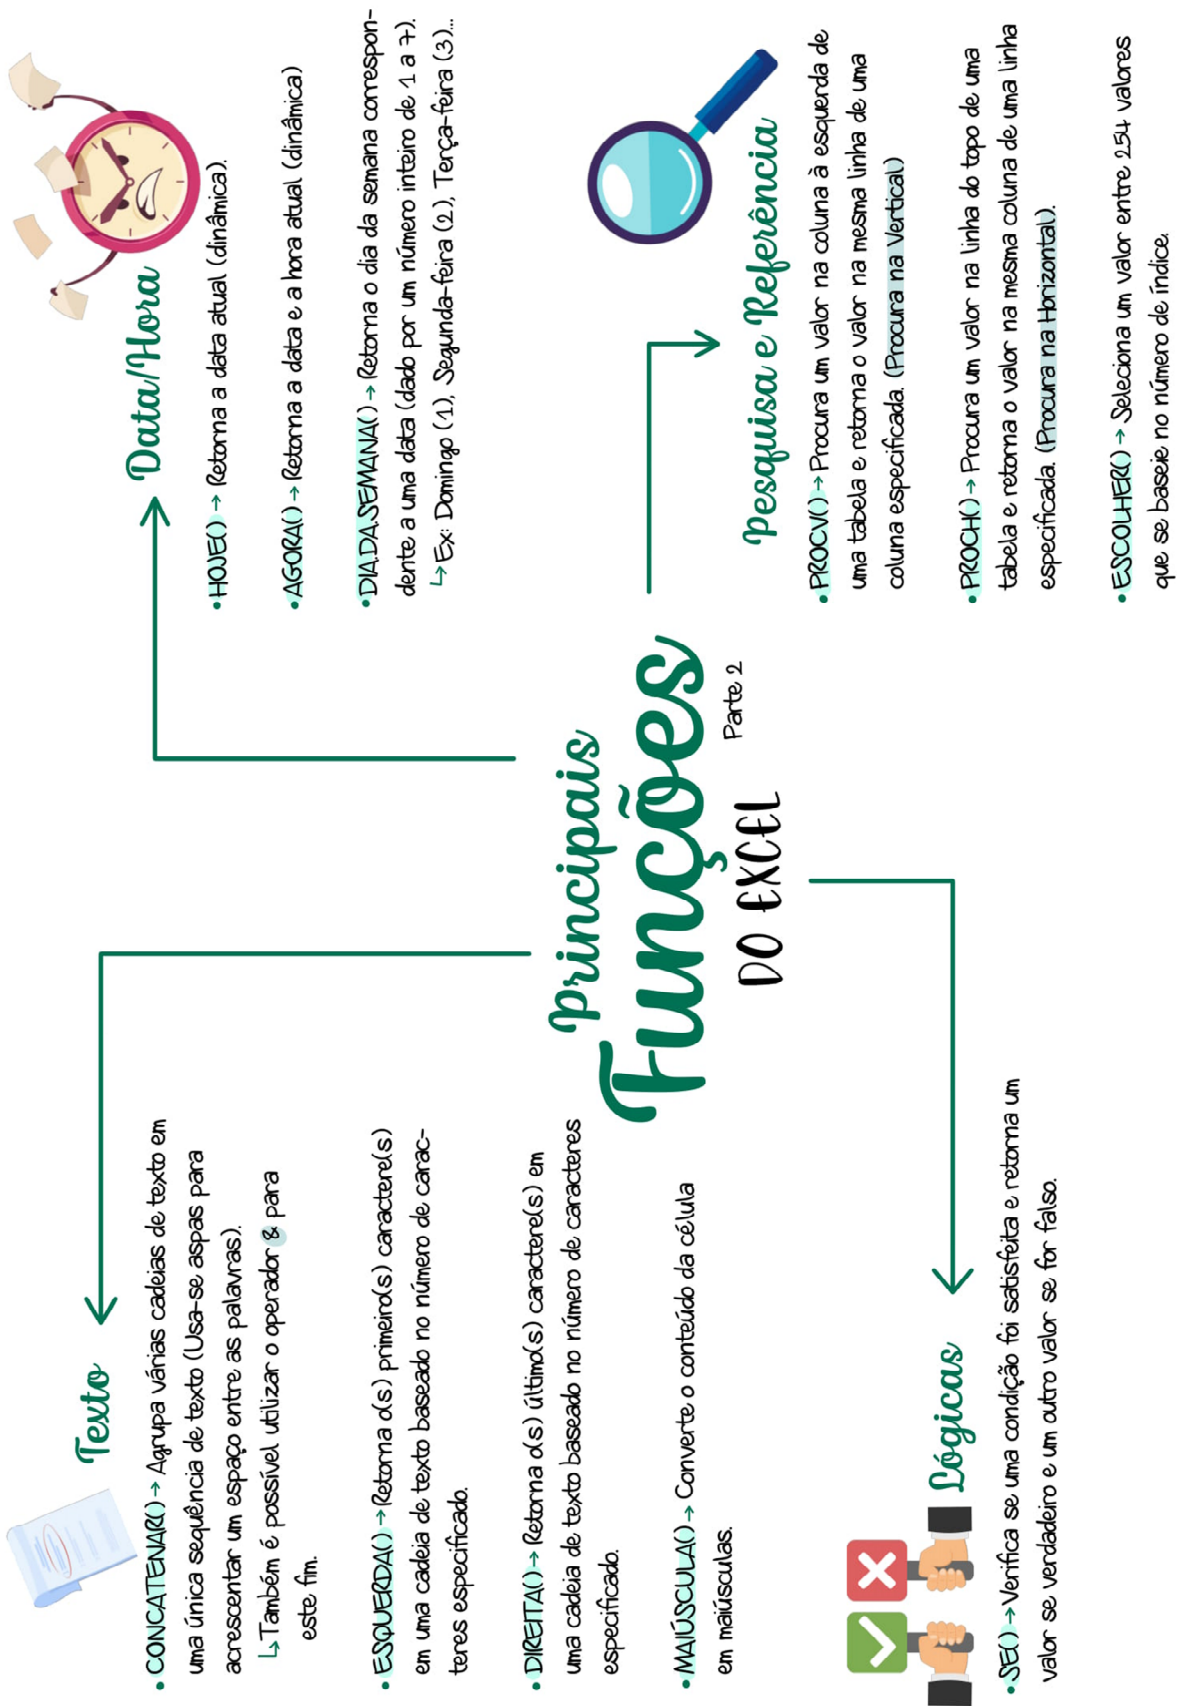 Texto
• CONCATENAR() → Agrupa várias cadeias de texto em
uma única sequência de texto (Usa-se aspas para
acrescentar um espaço entre as palavras).
↳ Também é possível utilizar o operador & para
este fim.
• ESQUERDA() → Retorna o(s) primeiro(s) caractere(s)
em uma cadeia de texto baseado no número de carac-
teres especificado.
• DIREITA() → Retorna o(s) último(s) caractere(s) em
uma cadeia de texto baseado no número de caracteres
especificado.
• MAIÚSCULA() → Converte o conteúdo da célula
em maiúsculas.
Data/Hora
• HOJE() → Retorna a data atual (dinâmica).
• AGORA() → Retorna a data e a hora atual (dinâmica)
• DIA.DA.SEMANA() → Retorna o dia da semana correspon-
dente a uma data (dado por um número inteiro de 1 a 7).
↳ Ex: Domingo (1), Segunda-feira (2), Terça-feira (3)...
Principais
Funções
DO EXCEL
Parte 2
Lógicas
• SE() → Verifica se uma condição foi satisfeita e retorna um
valor se verdadeiro e um outro valor se for falso.
Pesquisa e Referência
• PROCV() → Procura um valor na coluna à esquerda de
uma tabela e retorna o valor na mesma linha de uma
coluna especificada. (Procura na Vertical)
• PROCH() → Procura um valor na linha do topo de uma
tabela e retorna o valor na mesma coluna de uma linha
especificada. (Procura na Horizontal).
• ESCOLHER() → Seleciona um valor entre 254 valores
que se baseie no número de índice.